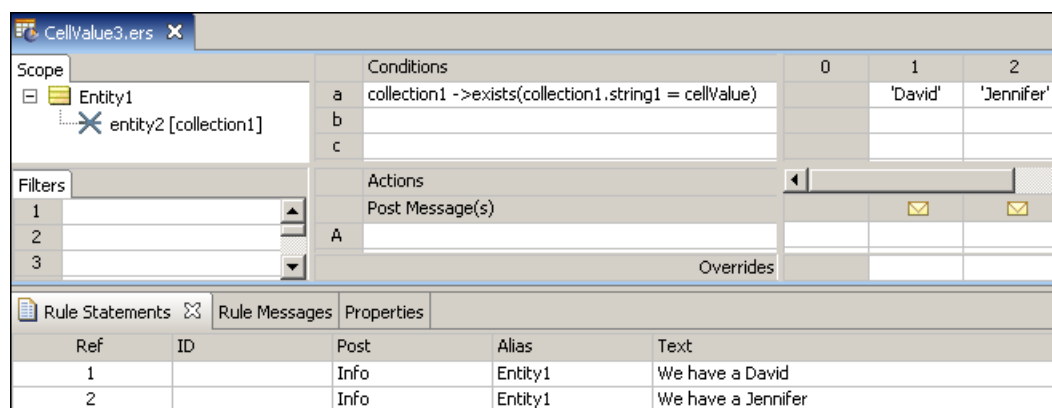 CellValue3.ers
Scope
Entity1
entity2 [collection1]
Conditions 0 1 2
a collection1 ->exists(collection1.string1 = cellValue) 'David' 'Jennifer'
b
c
Filters
1
2
3
Actions
Post Message(s)
A
Overrides
Rule Statements Rule Messages Properties
Ref ID Post Alias Text
1 Info Entity1 We have a David
2 Info Entity1 We have a Jennifer